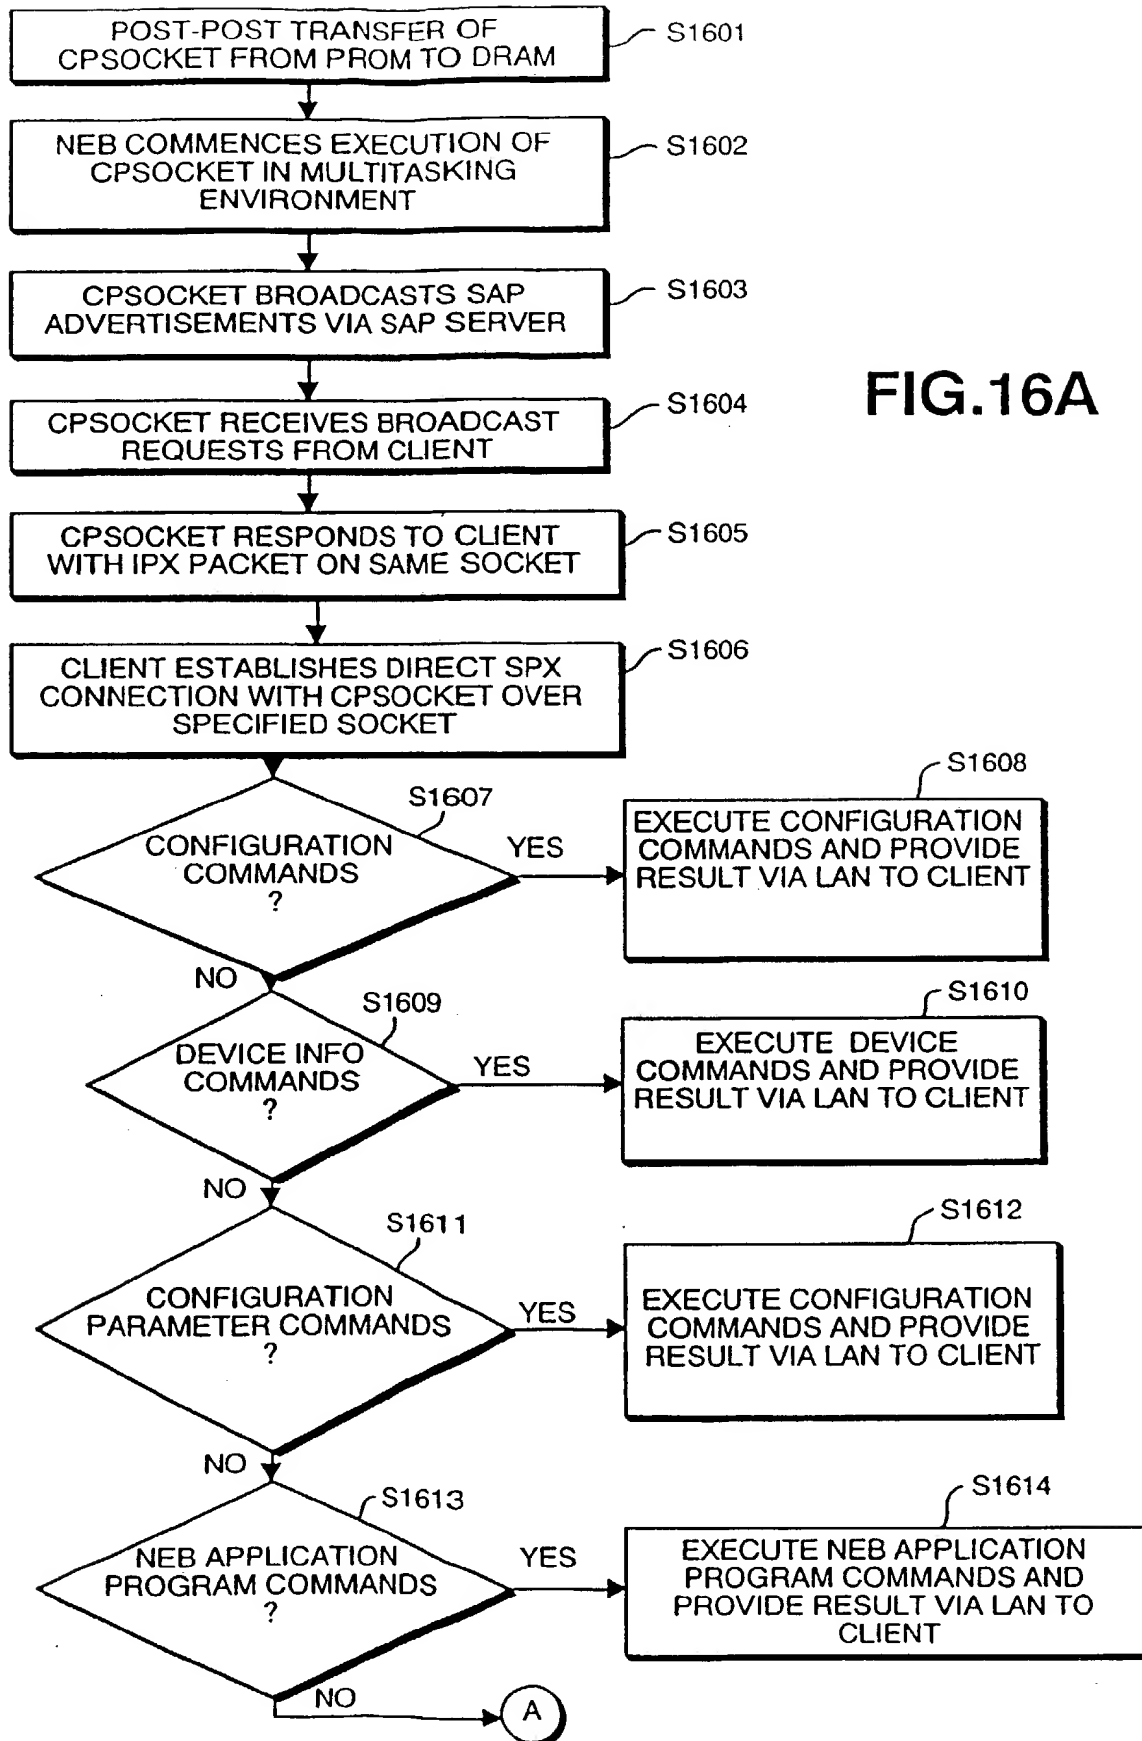 POST-POST TRANSFER OF
CPSOCKET FROM PROM TO DRAM
S1601
NEB COMMENCES EXECUTION OF
CPSOCKET IN MULTITASKING
ENVIRONMENT
S1602
CPSOCKET BROADCASTS SAP
ADVERTISEMENTS VIA SAP SERVER
S1603
FIG.16A
CPSOCKET RECEIVES BROADCAST
REQUESTS FROM CLIENT
S1604
CPSOCKET RESPONDS TO CLIENT
WITH IPX PACKET ON SAME SOCKET
S1605
CLIENT ESTABLISHES DIRECT SPX
CONNECTION WITH CPSOCKET OVER
SPECIFIED SOCKET
S1606
S1607
CONFIGURATION
COMMANDS
?
YES
NO
S1608
EXECUTE CONFIGURATION
COMMANDS AND PROVIDE
RESULT VIA LAN TO CLIENT
S1609
DEVICE INFO
COMMANDS
?
YES
NO
S1610
EXECUTE DEVICE
COMMANDS AND PROVIDE
RESULT VIA LAN TO CLIENT
S1611
CONFIGURATION
PARAMETER COMMANDS
?
YES
NO
S1612
EXECUTE CONFIGURATION
COMMANDS AND PROVIDE
RESULT VIA LAN TO CLIENT
S1613
NEB APPLICATION
PROGRAM COMMANDS
?
YES
NO
S1614
EXECUTE NEB APPLICATION
PROGRAM COMMANDS AND
PROVIDE RESULT VIA LAN TO
CLIENT
A